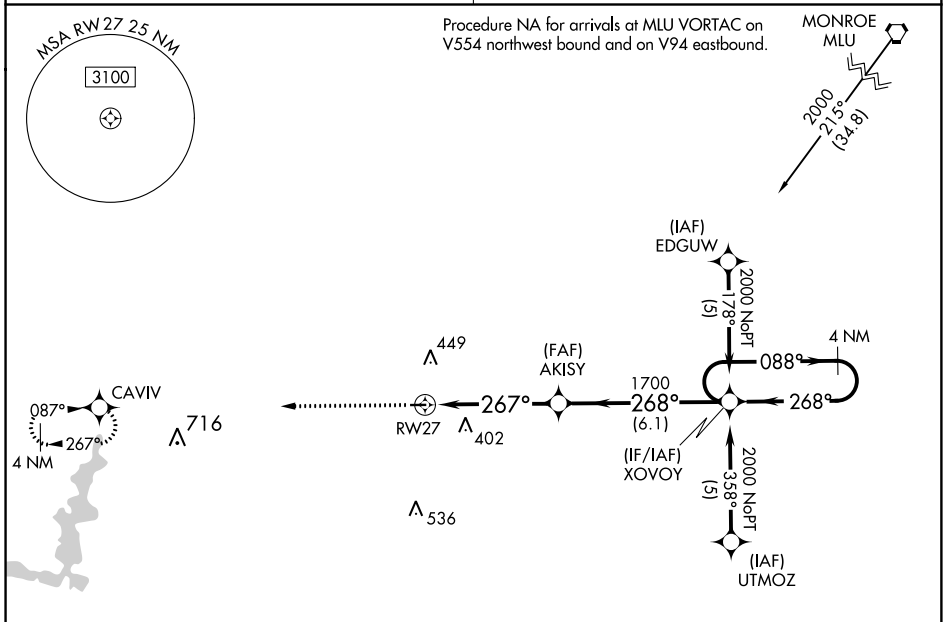 MSA RW27 25 NM
3100
Procedure NA for arrivals at MLU VORTAC on
V554 northwest bound and on V94 eastbound.
MONROE
MLU
2000
215°
(34.8)
(IAF)
EDGUW
2000 NoPT
178°
(5)
4 NM
088°
268°
449
(FAF)
AKISY
1700
268°
(6.1)
267°
RW27
402
(IF/IAF)
XOVOY
CAVIV
087°
267°
4 NM
716
536
2000 NoPT
358°
(5)
(IAF)
UTMOZ